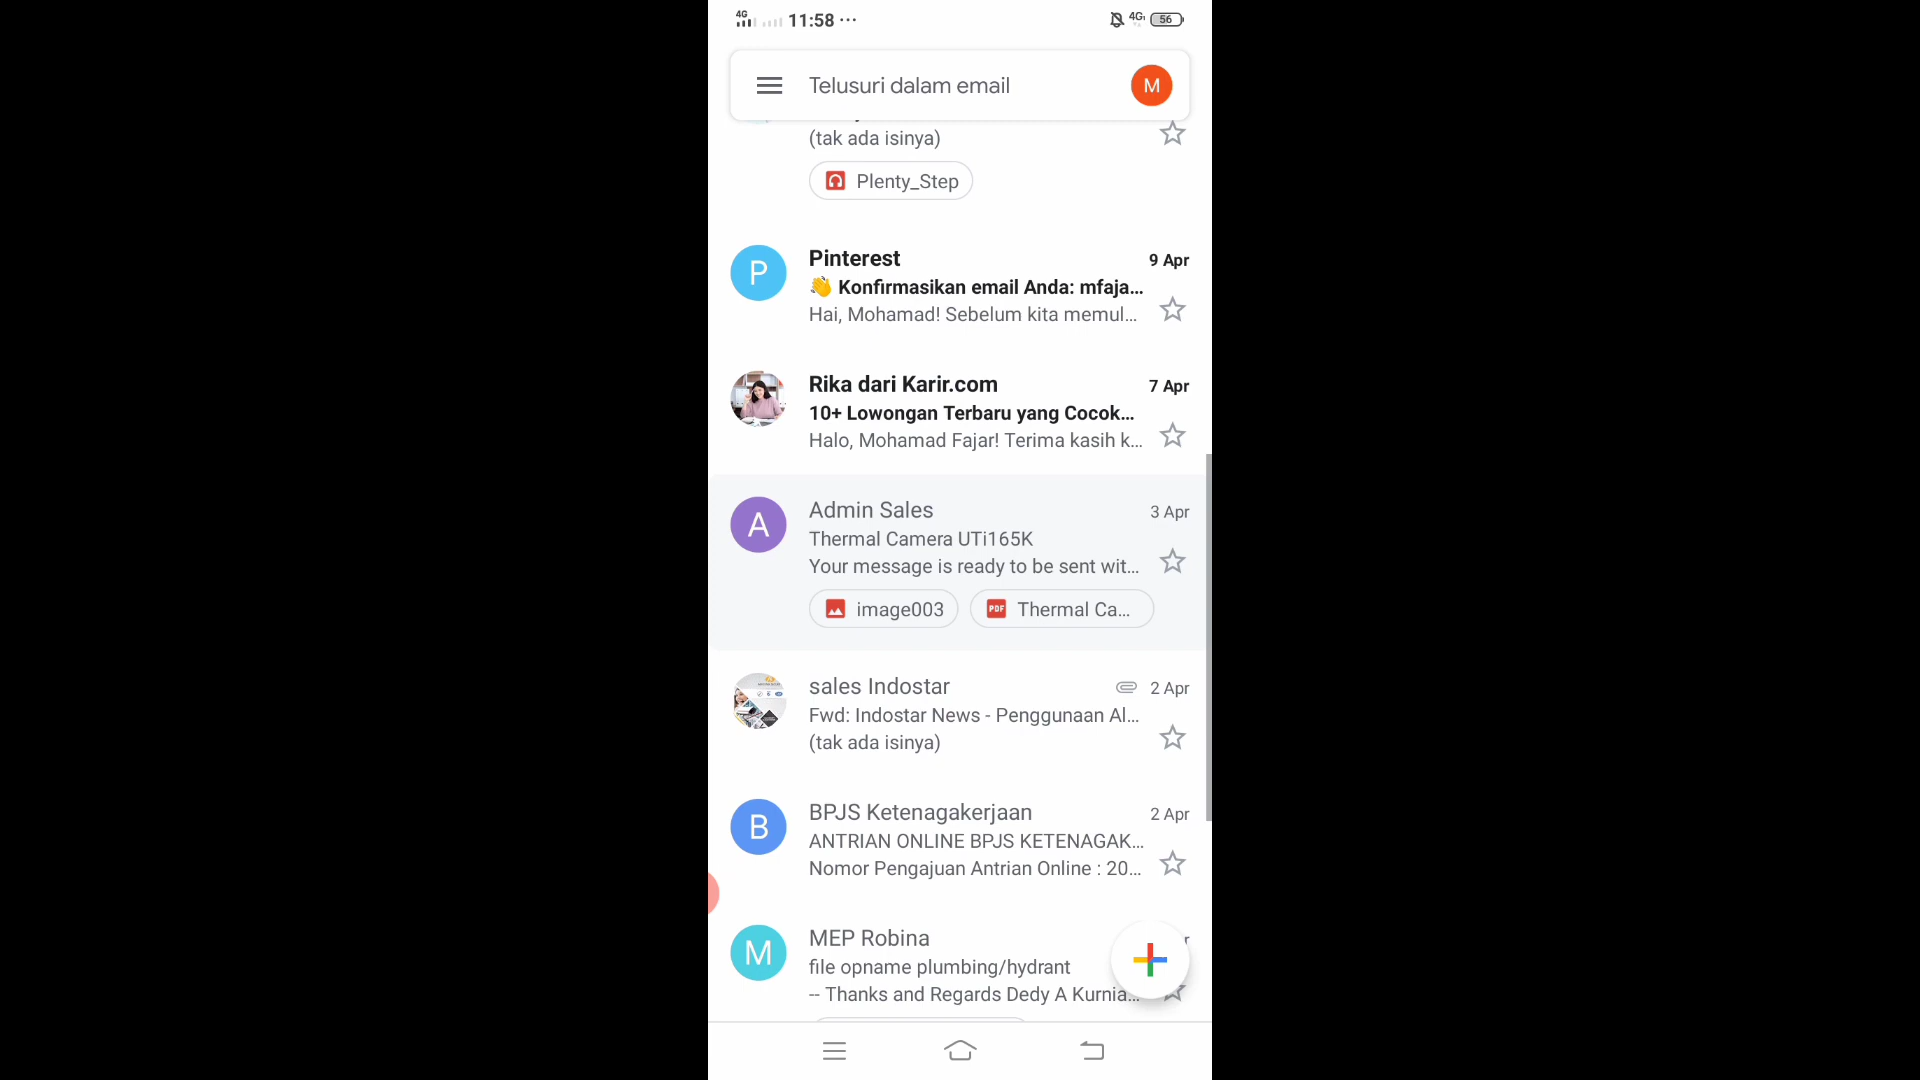 4G 11:58 ··· 4G 56
Telusuri dalam email M
(tak ada isinya)
Plenty_Step
P Pinterest 9 Apr
👋 Konfirmasikan email Anda: mfaja...
Hai, Mohamad! Sebelum kita memul...
Rika dari Karir.com 7 Apr
10+ Lowongan Terbaru yang Cocok...
Halo, Mohamad Fajar! Terima kasih k...
A Admin Sales 3 Apr
Thermal Camera UTi165K
Your message is ready to be sent wit...
image003 PDF Thermal Ca...
sales Indostar 2 Apr
Fwd: Indostar News - Penggunaan Al...
(tak ada isinya)
B BPJS Ketenagakerjaan 2 Apr
ANTRIAN ONLINE BPJS KETENAGAK...
Nomor Pengajuan Antrian Online : 20...
M MEP Robina
file opname plumbing/hydrant
-- Thanks and Regards Dedy A Kurnia...